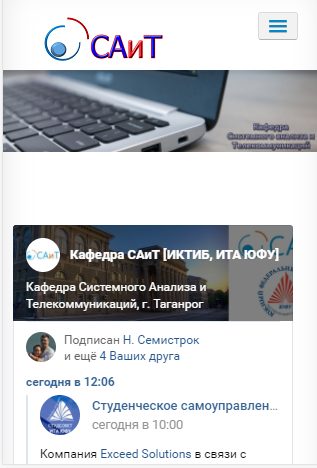 САиТ
Кафедра
Системного анализа и
Телекоммуникаций
Кафедра САиТ [ИКТИБ, ИТА ЮФУ]
Кафедра Системного Анализа и
Телекоммуникаций, г. Таганрог
Подписан Н. Семистрок
и ещё 4 Ваших друга
сегодня в 12:06
Студенческое самоуправлен...
сегодня в 10:00
Компания Exceed Solutions в связи с